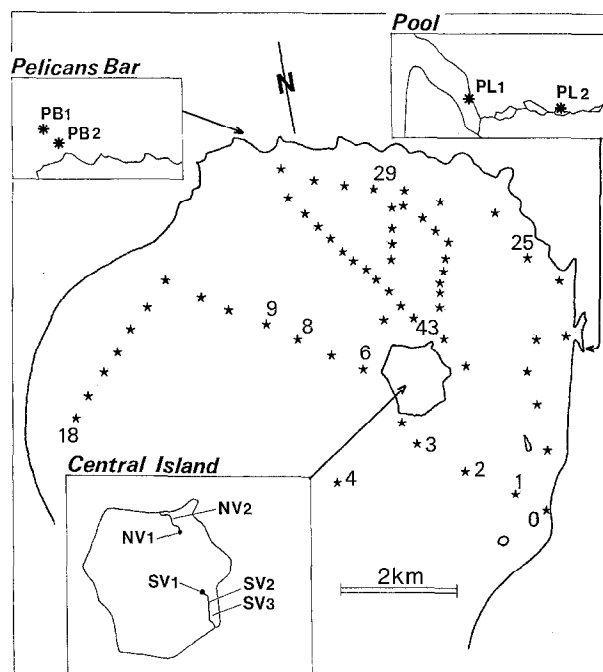 Pool
PL1
PL2
Pelicans Bar
PB1
PB2
N
29
25
9
8
43
6
18
3
4
2
1
0
Central Island
NV2
NV1
SV1
SV2
SV3
2km